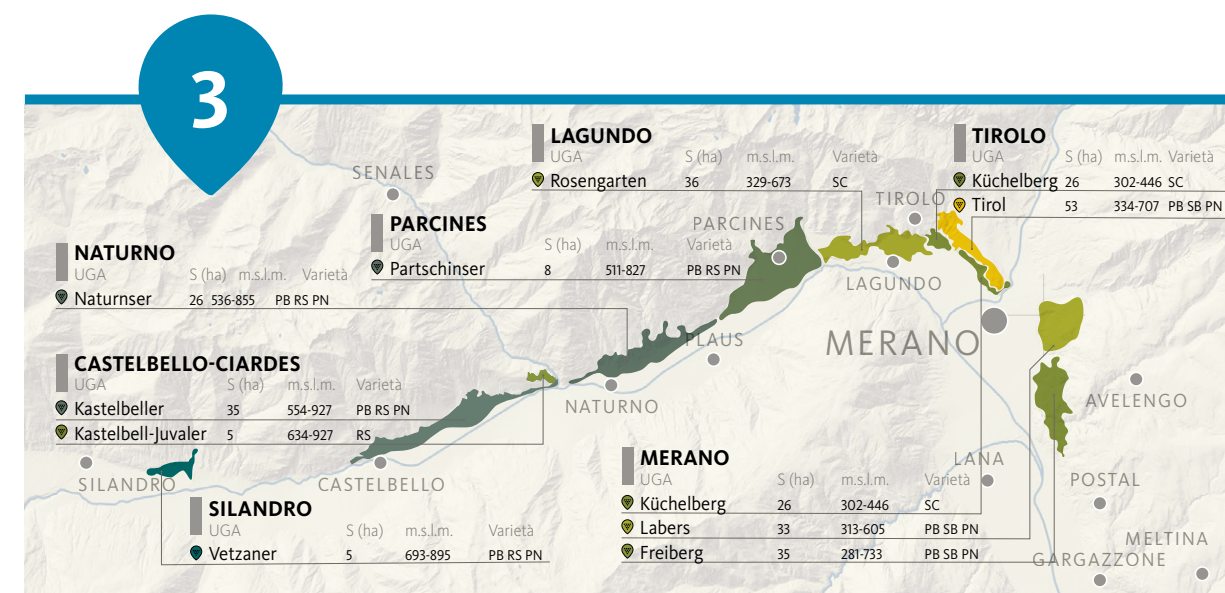 3
LAGUNDO
UGA S (ha) m.s.l.m. Varietà
Rosengarten 36 329-673 SC
TIROLO
UGA S (ha) m.s.l.m. Varietà
Küchelberg 26 302-446 SC
Tirol 53 334-707 PB SB PN
SENALES
TIROLO
PARCINES
UGA S (ha) m.s.l.m. Varietà
Partschinser 8 511-827 PB RS PN
PARCINES
NATURNO
UGA S (ha) m.s.l.m. Varietà
Naturnser 26 536-855 PB RS PN
LAGUNDO
MERANO
PLAUS
CASTELBELLO-CIARDES
UGA S (ha) m.s.l.m. Varietà
Kastelbeller 35 554-927 PB RS PN
Kastelbell-Juvaler 5 634-927 RS
NATURNO
AVELENGO
MERANO
UGA S (ha) m.s.l.m. Varietà
Küchelberg 26 302-446 SC
Labers 33 313-605 PB SB PN
Freiberg 35 281-733 PB SB PN
LANA
SILANDRO
CASTELBELLO
POSTAL
SILANDRO
UGA S (ha) m.s.l.m. Varietà
Vetzaner 5 693-895 PB RS PN
MELTINA
GARGAZZONE